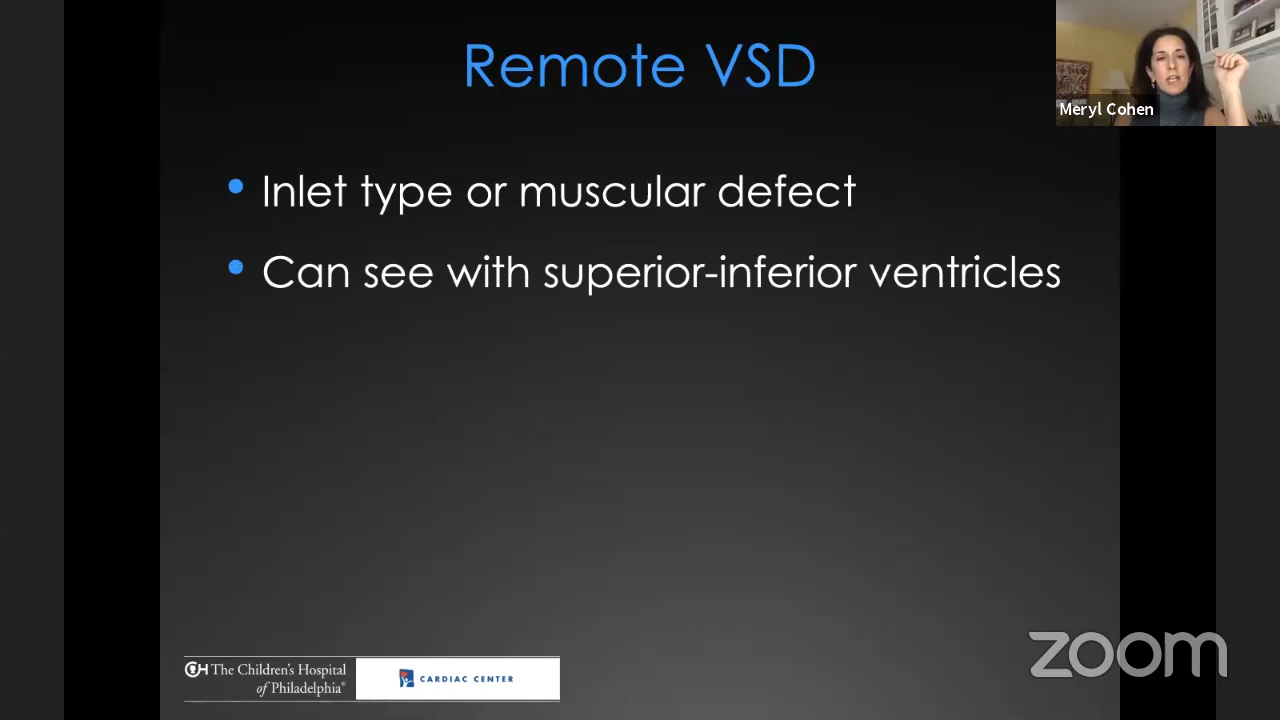 Remote VSD
Meryl Cohen
• Inlet type or muscular defect
• Can see with superior-inferior ventricles
The Children's Hospital
of Philadelphia®
CARDIAC CENTER
zoom